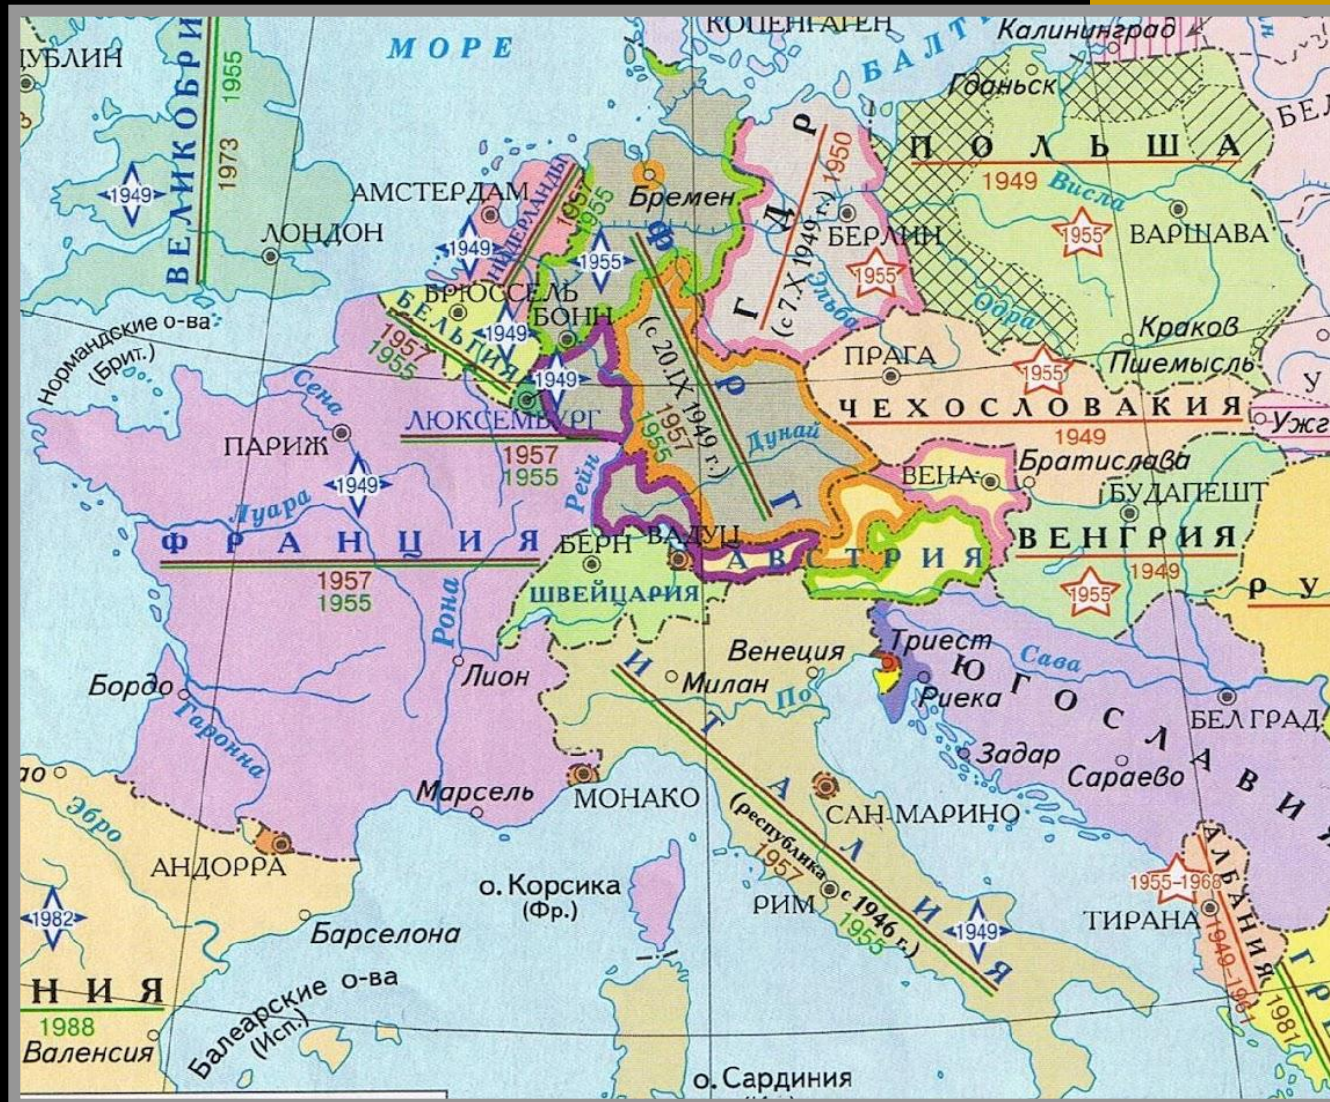 МОРЕ
КОПЕНГАГЕН
БАЛТ
Калининград
ДУБЛИН
ВЕЛИКОБРИ
1955
1973
1949
ЛОНДОН
АМСТЕРДАМ
НИДЕРЛАНДЫ
1957
1955
1949
Бремен
ГДР
(с 7.X 1949 г.)
1950
БЕРЛИН
1955
Эльба
Гданьск
ПОЛЬША
1949
Висла
1955
ВАРШАВА
Одра
Краков
Пшемысль
БЕЛ
У
Ужг
Нормандские о-ва
(Брит.)
БРЮССЕЛЬ
БЕЛЬГИЯ
1957
1955
1949
БОНН
1955
ФРГ
(с 20.IX 1949 г.)
1957
1955
Дунай
1949
ЛЮКСЕМБУРГ
1957
1955
Рейн
ПРАГА
1955
ЧЕХОСЛОВАКИЯ
1949
Сена
ПАРИЖ
1949
Луара
ФРАНЦИЯ
1957
1955
Рона
Лион
Бордо
Гаронна
Марсель
БЕРН
ШВЕЙЦАРИЯ
ВАДУЦ
АВСТРИЯ
ВЕНА
Братислава
БУДАПЕШТ
ВЕНГРИЯ
1949
1955
РУ
Венеция
Милан
По
Триест
Риека
ЮГОСЛАВИЯ
Сава
БЕЛГРАД
Задар
Сараево
ИТАЛИЯ
(республика с 1946 г.)
1957
1955
РИМ
1949
САН-МАРИНО
МОНАКО
АНДОРРА
Эбро
1982
НИЯ
1988
Валенсия
Барселона
Балеарские о-ва
(Исп.)
о. Корсика
(Фр.)
о. Сардиния
АЛБАНИЯ
1955-1968
ТИРАНА
1949-1961
ГРЕ
1981